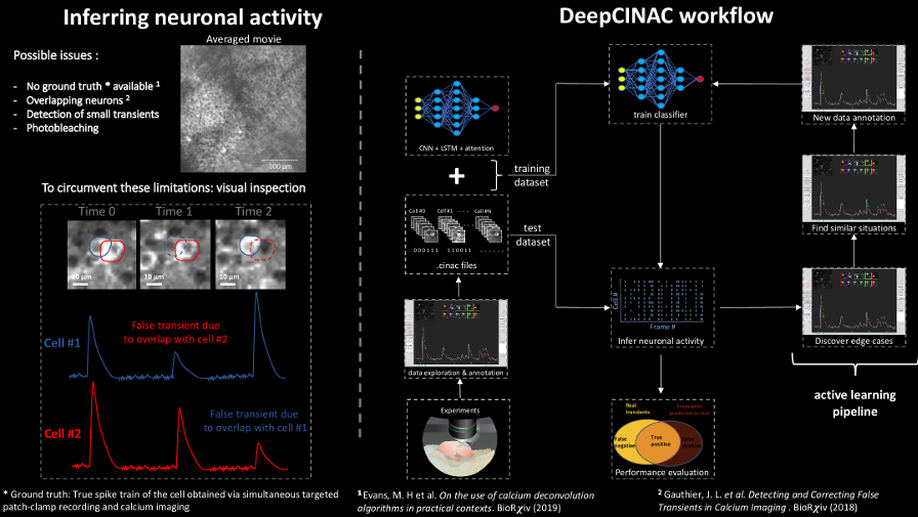 Inferring neuronal activity
Averaged movie
Possible issues :
- No ground truth * available 1
- Overlapping neurons 2
- Detection of small transients
- Photobleaching
100 µm
To circumvent these limitations: visual inspection
Time 0
Time 1
Time 2
10 µm
10 µm
10 µm
Cell #1
False transient due
to overlap with cell #2
Cell #2
False transient due
to overlap with cell #1
* Ground truth: True spike train of the cell obtained via simultaneous targeted
patch-clamp recording and calcium imaging
DeepCINAC workflow
CNN + LSTM + attention
+
training
dataset
Cell #0 Cell #1 . . . Cell #n
000111 110011 ......
.cinac files
test
dataset
data exploration & annotation
Experiments
train classifier
Cell #
Frame #
Infer neuronal activity
Real
transients
Transients
predicted as real
False
negative
True
positive
False
positive
Performance evaluation
New data annotation
Find similar situations
Discover edge cases
active learning
pipeline
1 Evans, M. H et al. On the use of calcium deconvolution
algorithms in practical contexts. BioRχiv (2019)
2 Gauthier, J. L. et al. Detecting and Correcting False
Transients in Calcium Imaging . BioRχiv (2018)